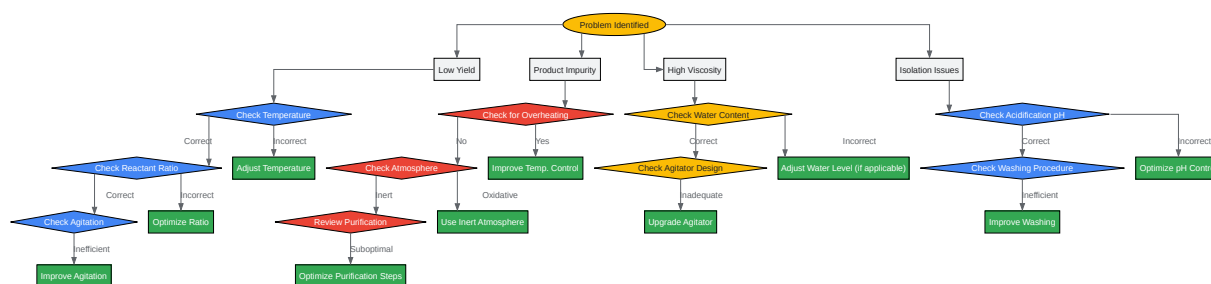 Problem Identified
Low Yield
Product Impurity
High Viscosity
Isolation Issues
Check Temperature
Check for Overheating
Check Water Content
Check Acidification pH
Correct
Incorrect
No
Yes
Correct
Incorrect
Correct
Incorrect
Check Reactant Ratio
Adjust Temperature
Check Atmosphere
Improve Temp. Control
Check Agitator Design
Adjust Water Level (if applicable)
Check Washing Procedure
Optimize pH Contr
Correct
Incorrect
Inert
Oxidative
Inadequate
Inefficient
Check Agitation
Optimize Ratio
Review Purification
Use Inert Atmosphere
Upgrade Agitator
Improve Washing
Inefficient
Suboptimal
Improve Agitation
Optimize Purification Steps